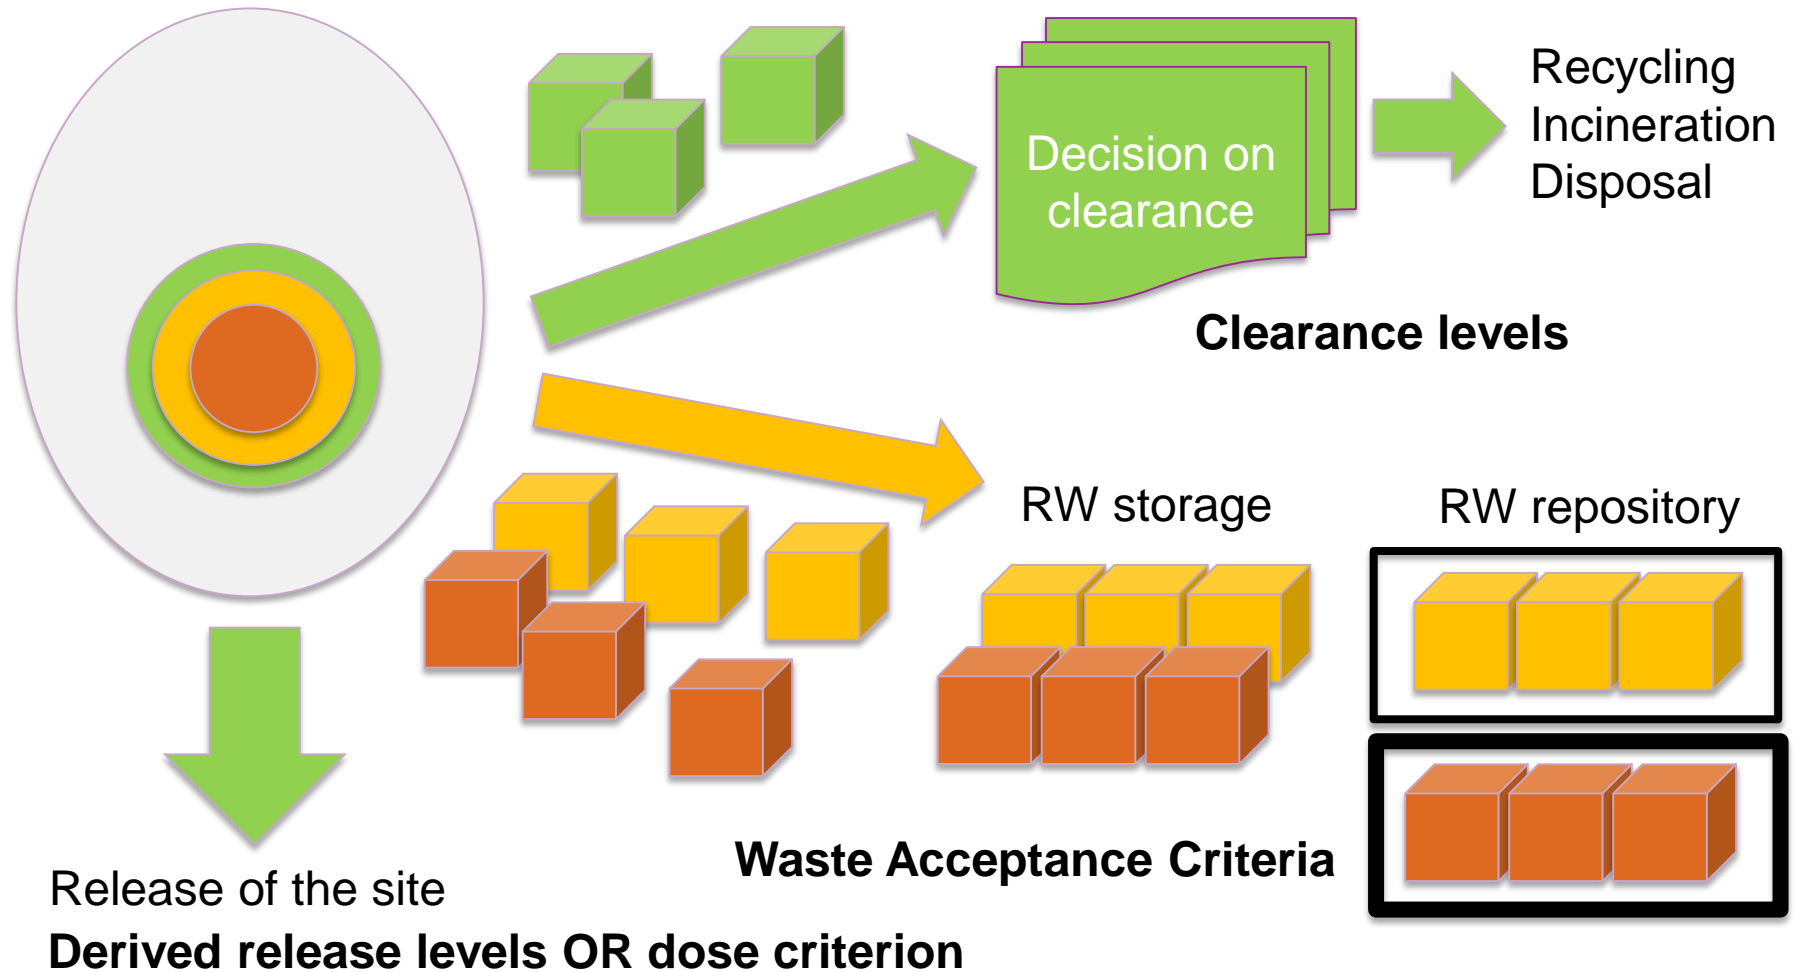 Decision on
clearance
Recycling
Incineration
Disposal
Clearance levels
RW storage
RW repository
Waste Acceptance Criteria
Release of the site
Derived release levels OR dose criterion